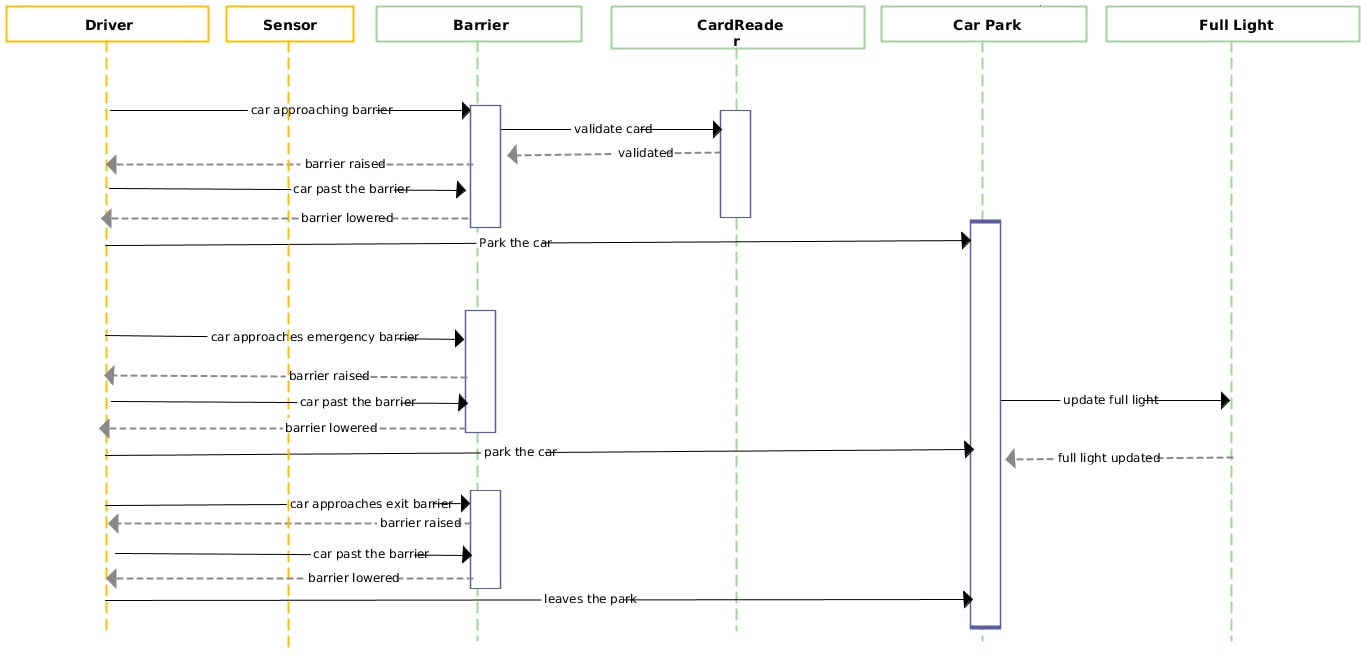 Driver
Sensor
Barrier
CardReade
r
Car Park
Full Light
car approaching barrier
validate card
validated
barrier raised
car past the barrier
barrier lowered
Park the car
car approaches emergency barrier
barrier raised
car past the barrier
update full light
barrier lowered
park the car
full light updated
car approaches exit barrier
barrier raised
car past the barrier
barrier lowered
leaves the park